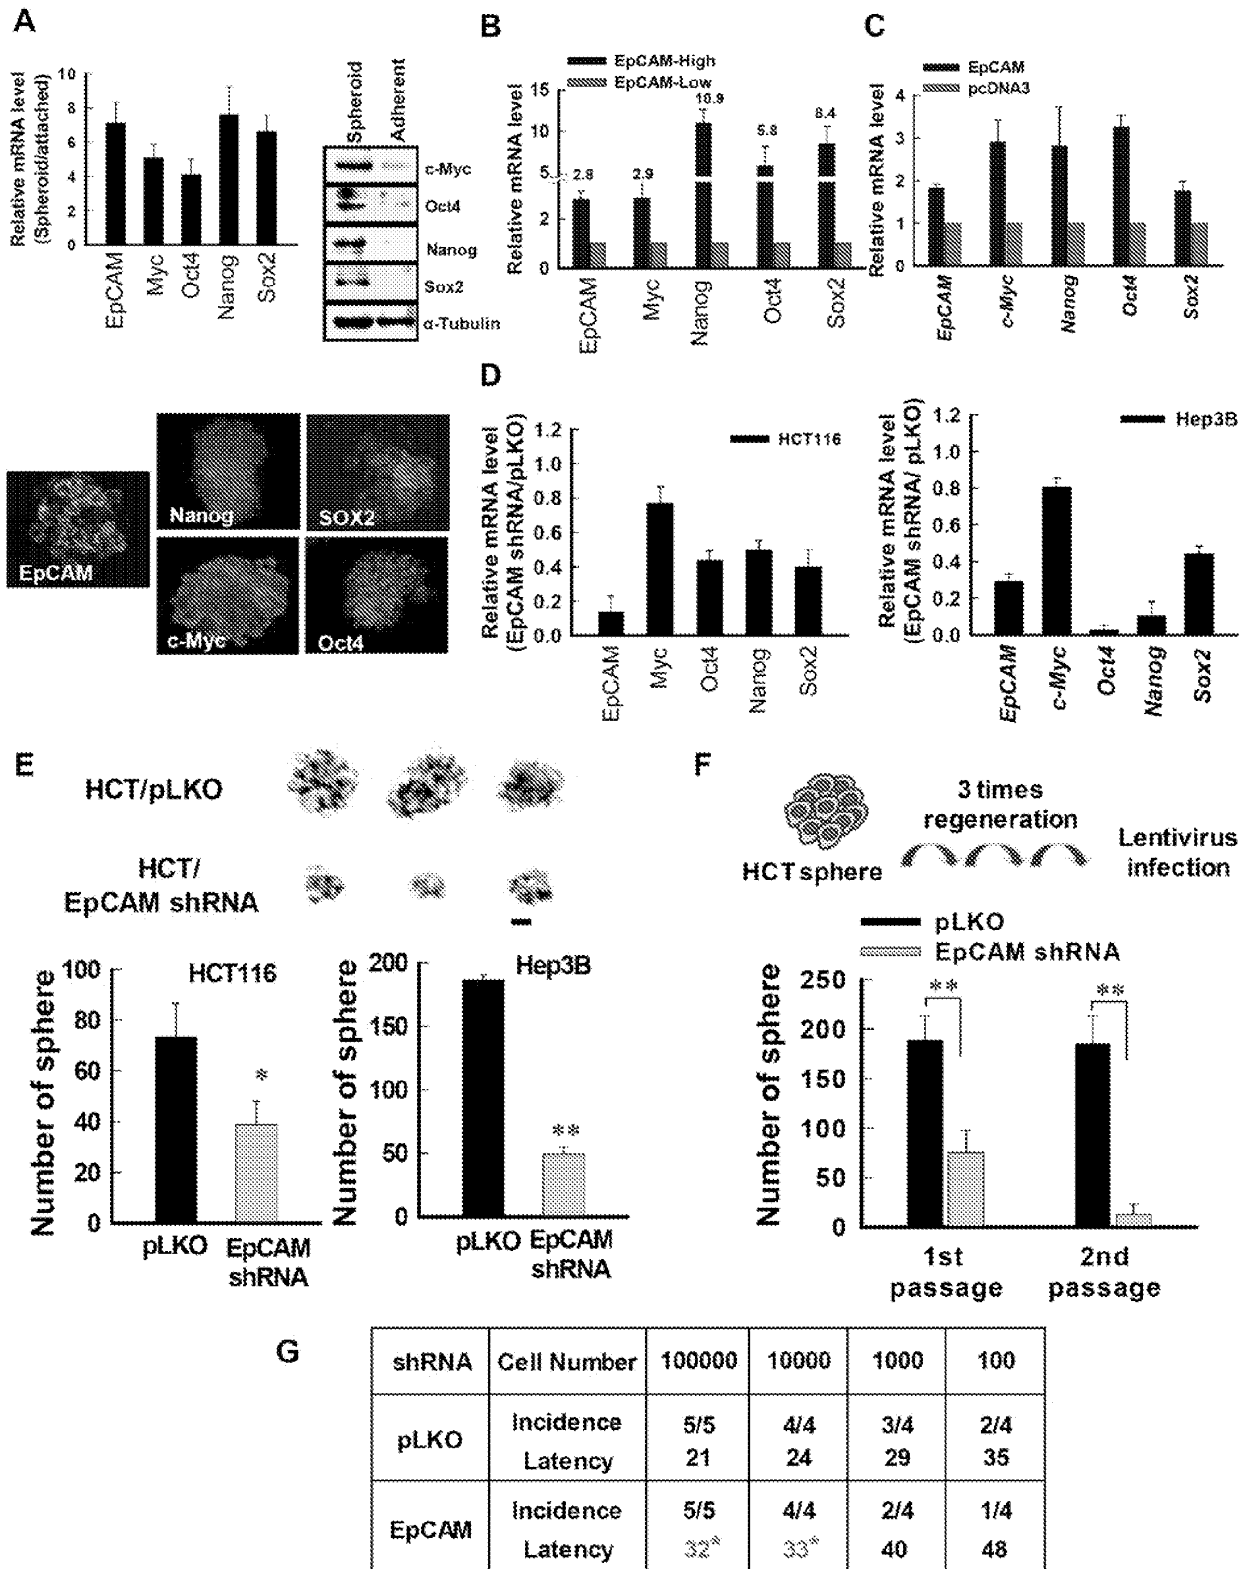 A
Relative mRNA level
(Spheroid/attached)
10
8
6
4
2
0
EpCAM
Myc
Oct4
Nanog
Sox2
Spheroid
Adherent
c-Myc
Oct4
Nanog
Sox2
α-Tubulin
B
EpCAM-High
EpCAM-Low
Relative mRNA level
15
10
5
2
0
2.8
2.9
10.9
5.8
8.4
EpCAM
Myc
Nanog
Oct4
Sox2
C
EpCAM
pcDNA3
Relative mRNA level
4
3
2
1
0
EpCAM
c-Myc
Nanog
Oct4
Sox2
EpCAM
Nanog
SOX2
c-Myc
Oct4
D
Relative mRNA level
(EpCAM shRNA/pLKO)
1.2
1.0
0.8
0.6
0.4
0.2
0.0
HCT116
EpCAM
Myc
Oct4
Nanog
Sox2
Relative mRNA level
(EpCAM shRNA/ pLKO)
1.2
1.0
0.8
0.6
0.4
0.2
0.0
Hep3B
EpCAM
c-Myc
Oct4
Nanog
Sox2
E
HCT/pLKO
HCT/
EpCAM shRNA
Number of sphere
100
80
60
40
20
0
HCT116
*
pLKO
EpCAM
shRNA
Number of sphere
200
150
100
50
0
Hep3B
**
pLKO
EpCAM
shRNA
F
HCT sphere
3 times
regeneration
Lentivirus
infection
pLKO
EpCAM shRNA
Number of sphere
250
200
150
100
50
0
** **
1st
passage
2nd
passage
G
shRNA Cell Number 100000 10000 1000 100
pLKO
Incidence 5/5 4/4 3/4 2/4
Latency 21 24 29 35
EpCAM
Incidence 5/5 4/4 2/4 1/4
Latency 32* 33* 40 48